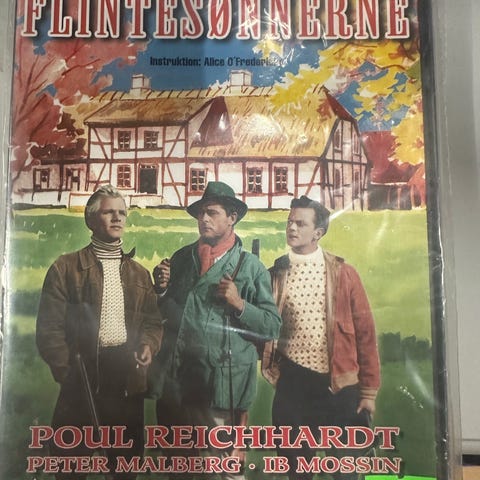 FLINTESØNNERNE
Instruktion: Alice O'Fredericks
POUL REICHHARDT
PETER MALBERG · IB MOSSIN